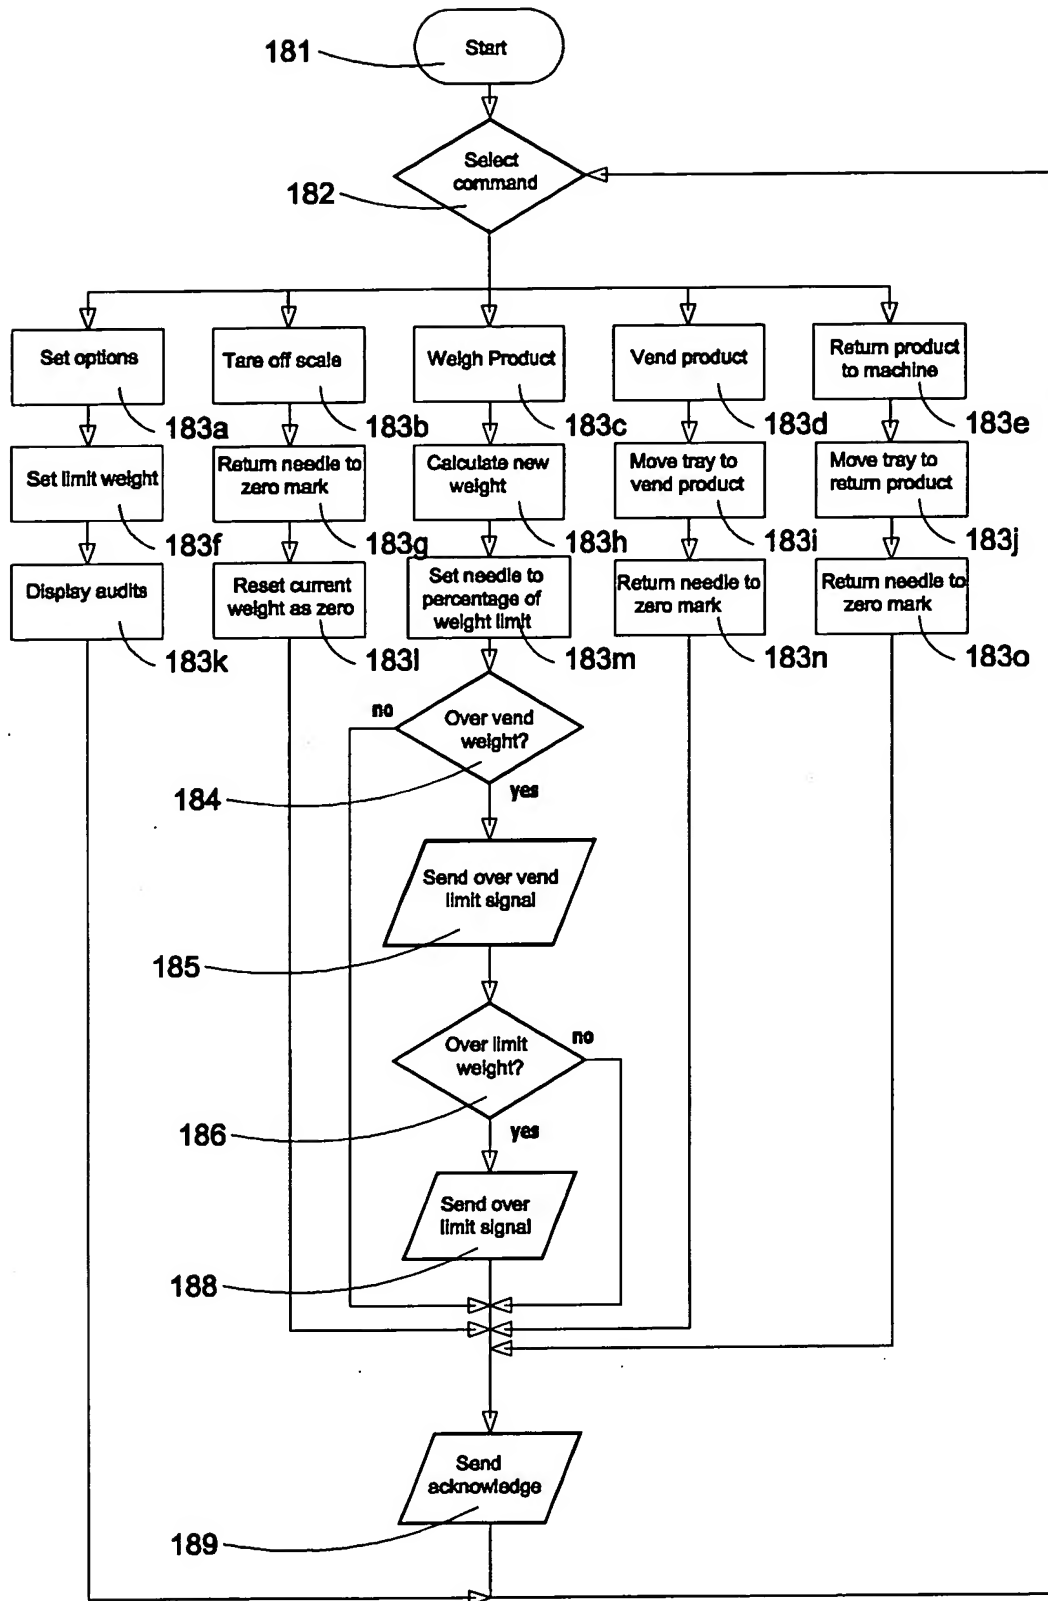 Start
181
Select
command
182
Set options
Tare off scale
Weigh Product
Vend product
Return product
to machine
183a
183b
183c
183d
183e
Set limit weight
Return needle to
zero mark
Calculate new
weight
Move tray to
vend product
Move tray to
return product
183f
183g
183h
183i
183j
Display audits
Reset current
weight as zero
Set needle to
percentage of
weight limit
Return needle to
zero mark
Return needle to
zero mark
183k
183l
183m
183n
183o
no
Over vend
weight?
184
yes
Send over vend
limit signal
185
Over limit
weight?
no
186
yes
Send over
limit signal
188
Send
acknowledge
189